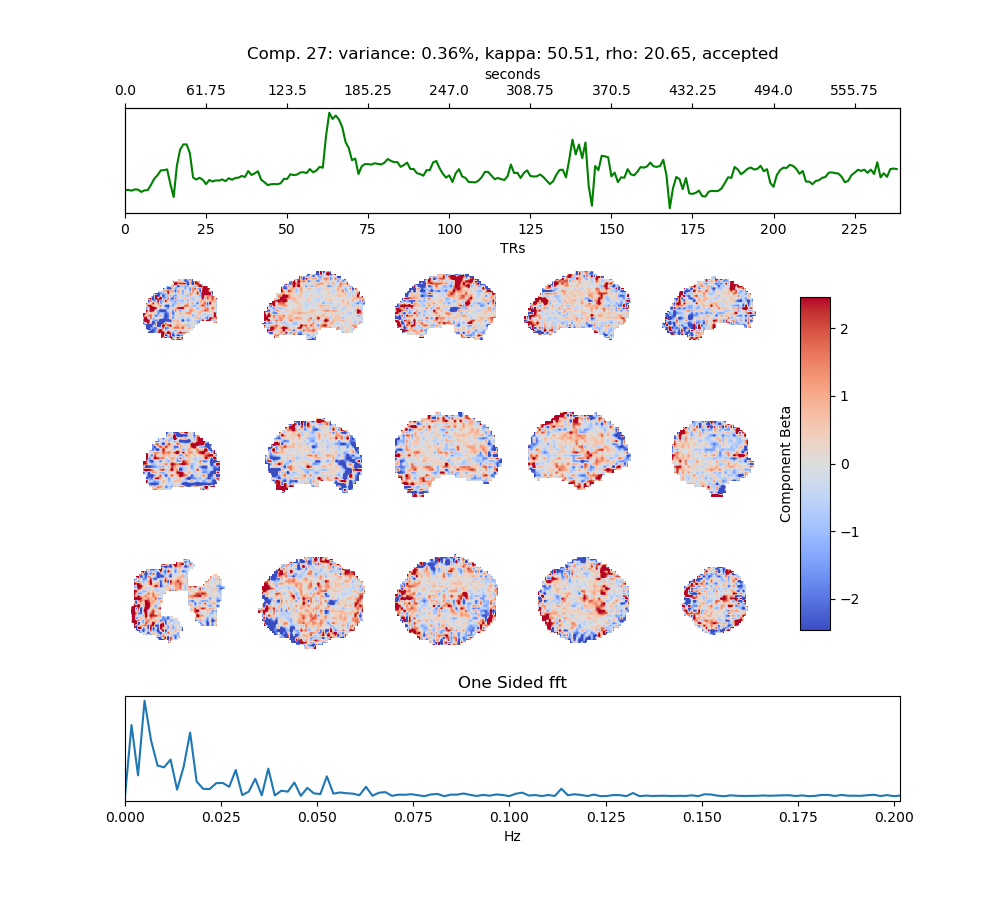 Comp. 27: variance: 0.36%, kappa: 50.51, rho: 20.65, accepted
seconds
0.0 61.75 123.5 185.25 247.0 308.75 370.5 432.25 494.0 555.75
0 25 50 75 100 125 150 175 200 225
TRs
2
1
0
−1
−2
Component Beta
One Sided fft
0.000 0.025 0.050 0.075 0.100 0.125 0.150 0.175 0.200
Hz